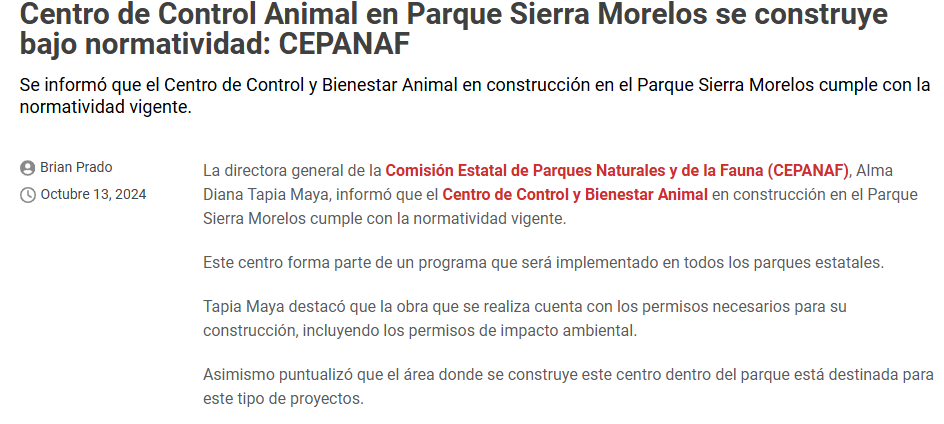 Centro de Control Animal en Parque Sierra Morelos se construye
bajo normatividad: CEPANAF
Se informó que el Centro de Control y Bienestar Animal en construcción en el Parque Sierra Morelos cumple con la
normatividad vigente.
Brian Prado
Octubre 13, 2024
La directora general de la Comisión Estatal de Parques Naturales y de la Fauna (CEPANAF), Alma
Diana Tapia Maya, informó que el Centro de Control y Bienestar Animal en construcción en el Parque
Sierra Morelos cumple con la normatividad vigente.
Este centro forma parte de un programa que será implementado en todos los parques estatales.
Tapia Maya destacó que la obra que se realiza cuenta con los permisos necesarios para su
construcción, incluyendo los permisos de impacto ambiental.
Asimismo puntualizó que el área donde se construye este centro dentro del parque está destinada para
este tipo de proyectos.